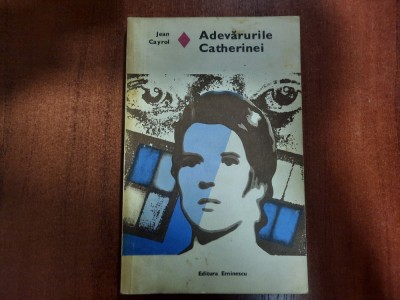 Jean
Cayrol
Adevărurile
Catherinei
Editura Eminescu